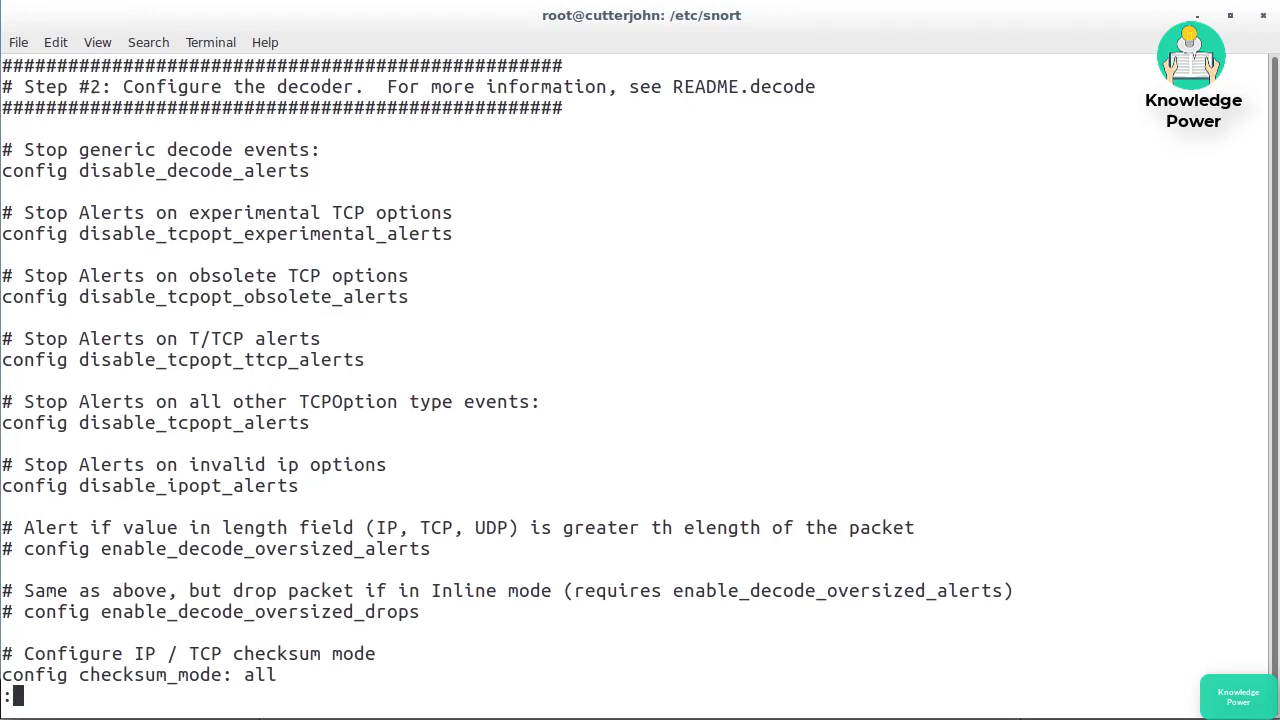 root@cutterjohn: /etc/snort
File Edit View Search Terminal Help
###################################################
# Step #2: Configure the decoder.  For more information, see README.decode
###################################################
# Stop generic decode events:
config disable_decode_alerts
# Stop Alerts on experimental TCP options
config disable_tcpopt_experimental_alerts
# Stop Alerts on obsolete TCP options
config disable_tcpopt_obsolete_alerts
# Stop Alerts on T/TCP alerts
config disable_tcpopt_ttcp_alerts
# Stop Alerts on all other TCPOption type events:
config disable_tcpopt_alerts
# Stop Alerts on invalid ip options
config disable_ipopt_alerts
# Alert if value in length field (IP, TCP, UDP) is greater th elength of the packet
# config enable_decode_oversized_alerts
# Same as above, but drop packet if in Inline mode (requires enable_decode_oversized_alerts)
# config enable_decode_oversized_drops
# Configure IP / TCP checksum mode
config checksum_mode: all
:
Knowledge
Power
Knowledge
Power